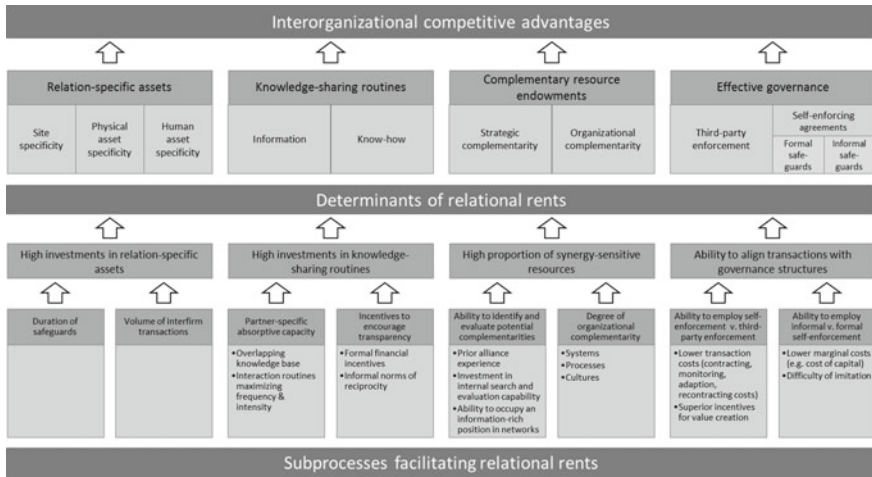 Interorganizational competitive advantages
Relation-specific assets
Site
specificity
Physical
asset
specificity
Human
asset
specificity
Knowledge-sharing routines
Information
Know-how
Complementary resource
endowments
Strategic
complementarity
Organizational
complementarity
Effective governance
Third-party
enforcement
Self-enforcing
agreements
Formal
safe-
guards
Informal
safe-
guards
Determinants of relational rents
High investments in relation-specific
assets
High investments in knowledge-
sharing routines
High proportion of synergy-sensitive
resources
Ability to align transactions with
governance structures
Duration of
safeguards
Volume of interfirm
transactions
Partner-specific
absorptive capacity
•Overlapping
knowledge base
•Interaction routines
maximizing
frequency &
intensity
Incentives to
encourage transparency
•Formal financial
incentives
•Informal norms of
reciprocity
Ability to identify and
evaluate potential
complementarities
•Prior alliance
experience
•Investment in
internal search and
evaluation capability
•Ability to occupy an
information-rich
position in networks
Degree of
organizational
complementarity
•Systems
•Processes
•Cultures
Ability to employ self-
enforcement v. third-
party enforcement
•Lower transaction
costs (contracting,
monitoring,
adaption,
recontracting costs)
•Superior incentives
for value creation
Ability to employ
informal v. formal
self-enforcement
•Lower marginal costs
(e.g. cost of capital)
•Difficulty of imitation
Subprocesses facilitating relational rents